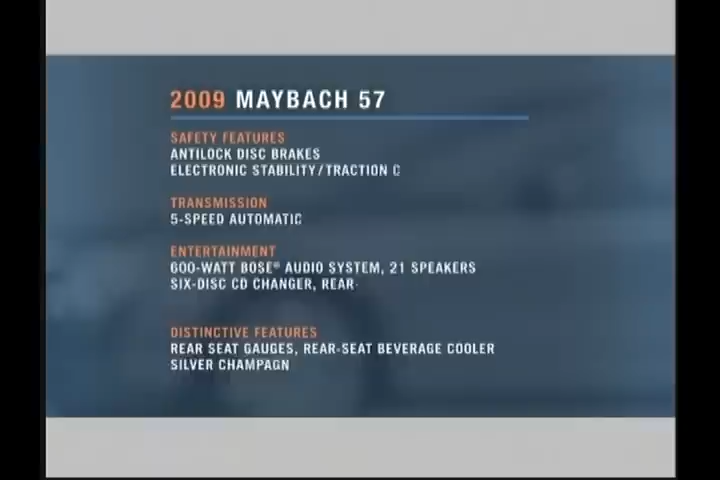 2009 MAYBACH 57
SAFETY FEATURES
ANTILOCK DISC BRAKES
ELECTRONIC STABILITY/TRACTION C
TRANSMISSION
5-SPEED AUTOMATIC
ENTERTAINMENT
600-WATT BOSE® AUDIO SYSTEM, 21 SPEAKERS
SIX-DISC CD CHANGER, REAR-
DISTINCTIVE FEATURES
REAR SEAT GAUGES, REAR-SEAT BEVERAGE COOLER
SILVER CHAMPAGN